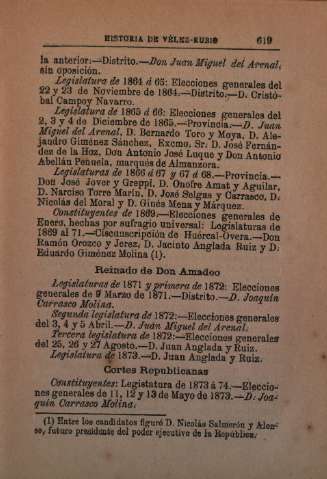 HISTORIA DE VÉLEZ-RUBIO 619
la anterior:—Distrito.—Don Juan Miguel del Arenal,
sin oposición.
Legislatura de 1864 á 65: Elecciones generales del
22 y 23 de Noviembre de 1864.—Distrito.—D. Cristó-
bal Campoy Navarro.
Legislatura de 1865 á 66: Elecciones generales del
2, 3 y 4 de Diciembre de 1865.—Provincia.—D. Juan
Miguel del Arenal, D. Bernardo Toro y Moya, D. Ale-
jandro Giménez Sánchez, Excmo. Sr. D. José Fernán-
dez de la Hoz, Don Antonio José Luque y Don Antonio
Abellán Peñuela, marqués de Almanzora.
Legislaturas de 1866 á 67 y 67 á 68.—Provincia.—
Don José Jover y Greppi, D. Onofre Amat y Aguilar,
D. Narciso Torre Marín, D. José Selgas y Carrasco, D.
Nicolás del Moral y D. Ginés Mena y Márquez.
Constituyentes de 1869:—Elecciones generales de
Enero, hechas por sufragio universal: Legislaturas de
1869 al 71.—Ciscunscripción de Huércal-Overa.—Don
Ramón Orozco y Jerez, D. Jacinto Anglada Ruiz y D.
Eduardo Giménez Molina (1).
Reinado de Don Amadeo
Legislaturas de 1871 y primera de 1872: Elecciones
generales de 9 Marzo de 1871.—Distrito.—D. Joaquín
Carrasco Molina.
Segunda legislatura de 1872:—Elecciones generales
del 3, 4 y 5 Abril.—D. Juan Miguel del Arenal.
Tercera legislatura de 1872:—Elecciones generales
del 25, 26 y 27 Agosto.—D. Juan Anglada y Ruiz.
Legislatura de 1873.—D. Juan Anglada y Ruiz.
Cortes Republicanas
Constituyentes: Legislatura de 1873 á 74.—Eleccio-
nes generales de 11, 12 y 13 de Mayo de 1873.—D. Joa-
quín Carrasco Molina.
(1) Entre los candidatos figuró D. Nicolás Salmerón y Alon-
so, futuro presidente del poder ejecutivo de la República.